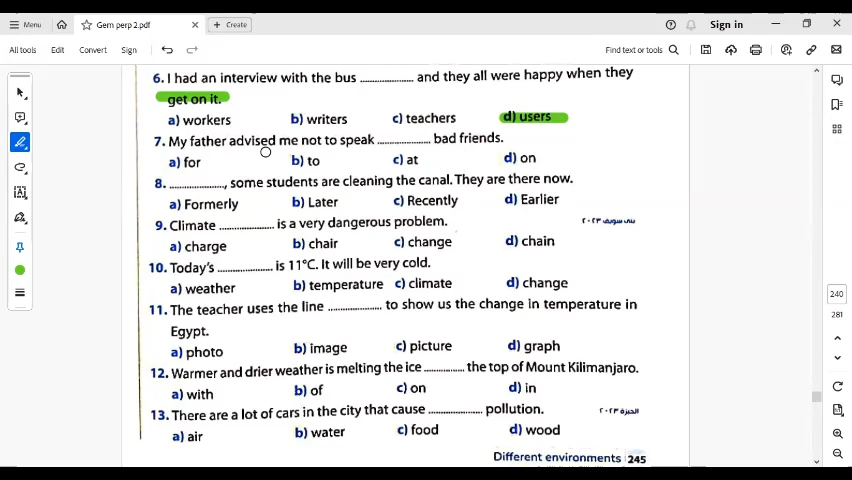 Menu
Gem perp 2.pdf
Create
Sign in
All tools Edit Convert Sign
Find text or tools
6. I had an interview with the bus .................... and they all were happy when they
get on it.
a) workers b) writers c) teachers d) users
7. My father advised me not to speak .................... bad friends.
a) for b) to c) at d) on
8. ...................., some students are cleaning the canal. They are there now.
a) Formerly b) Later c) Recently d) Earlier
9. Climate .................... is a very dangerous problem. بنى سويف ٢٠٢٣
a) charge b) chair c) change d) chain
10. Today's .................... is 11°C. It will be very cold.
a) weather b) temperature c) climate d) change
11. The teacher uses the line .................... to show us the change in temperature in
Egypt.
a) photo b) image c) picture d) graph
12. Warmer and drier weather is melting the ice .............. the top of Mount Kilimanjaro.
a) with b) of c) on d) in
13. There are a lot of cars in the city that cause .................... pollution. الجيزة ٢٠٢٣
a) air b) water c) food d) wood
Different environments 245
240
281